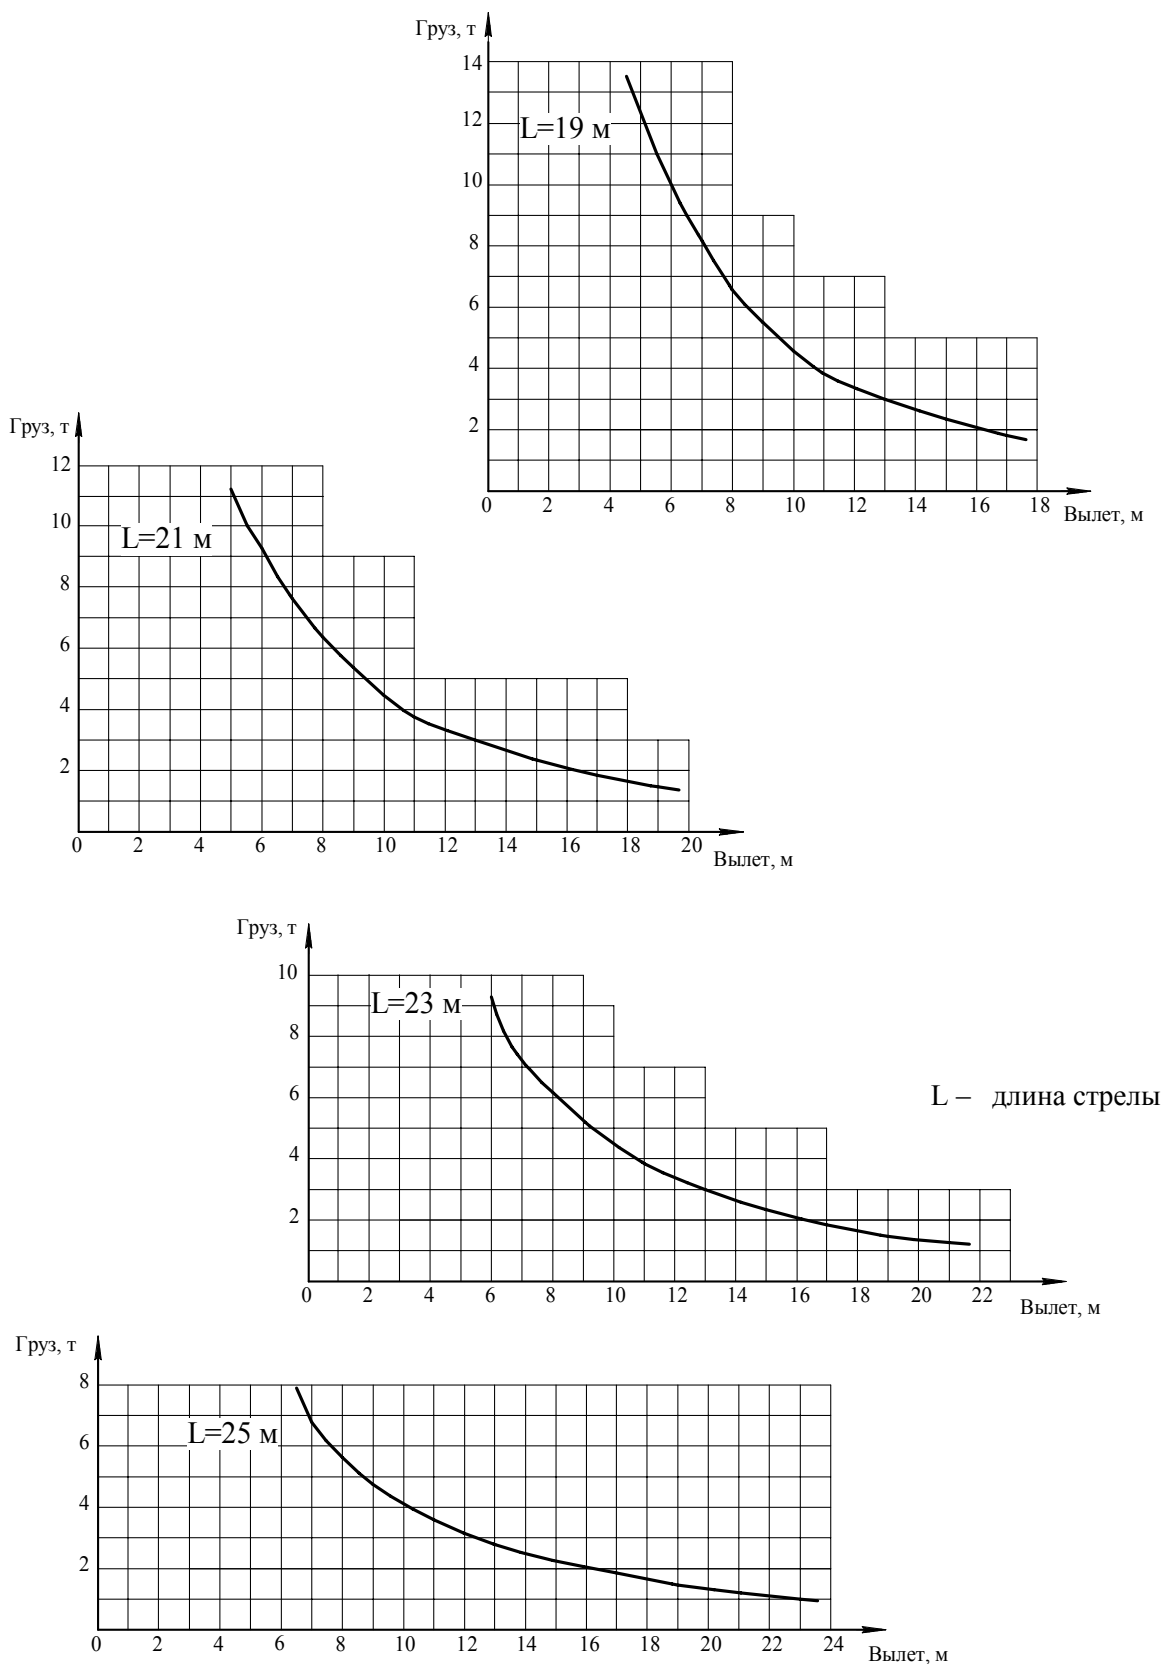 Груз, т
14
12
L=19 м
10
8
6
4
2
0 2 4 6 8 10 12 14 16 18
Вылет, м
Груз, т
12
10
L=21 м
8
6
4
2
0 2 4 6 8 10 12 14 16 18 20
Вылет, м
Груз, т
10
L=23 м
8
6
4
2
0 2 4 6 8 10 12 14 16 18 20 22
Вылет, м
L – длина стрелы
Груз, т
8
L=25 м
6
4
2
0 2 4 6 8 10 12 14 16 18 20 22 24
Вылет, м